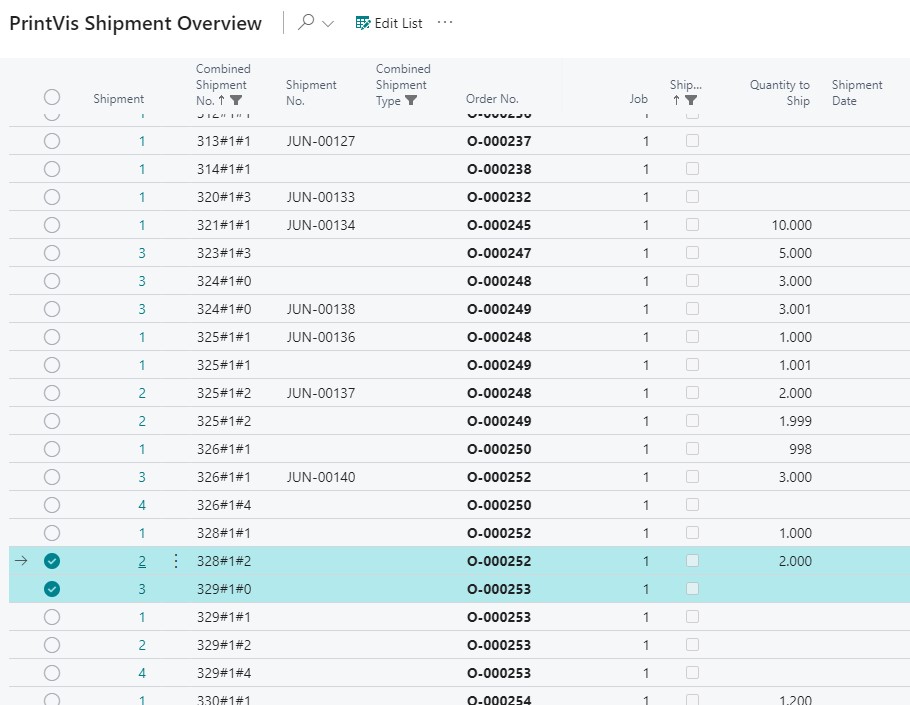 PrintVis Shipment Overview
Edit List
Combined Shipment No.
Combined Shipment Type
Shipment
Shipment No.
Order No.
Job
Ship...
Quantity to Ship
Shipment Date
1 312#1#1 O-000236 1
1 313#1#1 JUN-00127 O-000237 1
1 314#1#1 O-000238 1
1 320#1#3 JUN-00133 O-000232 1
1 321#1#1 JUN-00134 O-000245 1 10.000
3 323#1#3 O-000247 1 5.000
3 324#1#0 O-000248 1 3.000
3 324#1#0 JUN-00138 O-000249 1 3.001
1 325#1#1 JUN-00136 O-000248 1 1.000
1 325#1#1 O-000249 1 1.001
2 325#1#2 JUN-00137 O-000248 1 2.000
2 325#1#2 O-000249 1 1.999
1 326#1#1 O-000250 1 998
3 326#1#1 JUN-00140 O-000252 1 3.000
4 326#1#4 O-000250 1
1 328#1#1 O-000252 1 1.000
2 328#1#2 O-000252 1 2.000
3 329#1#0 O-000253 1
1 329#1#1 O-000253 1
2 329#1#2 O-000253 1
4 329#1#4 O-000253 1
1 330#1#1 O-000254 1 1.200